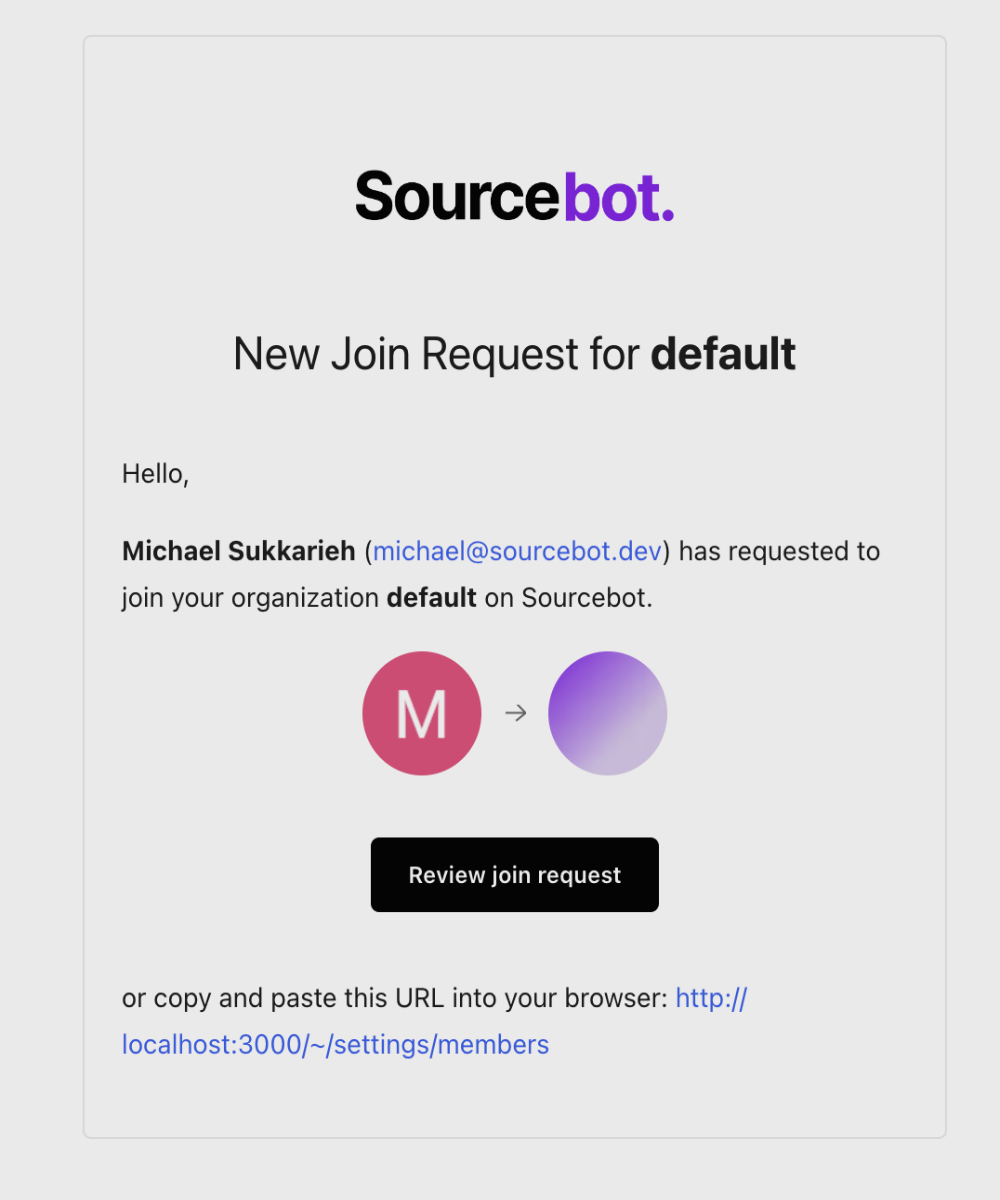 Sourcebot.
New Join Request for default
Hello,
Michael Sukkarieh (michael@sourcebot.dev) has requested to
join your organization default on Sourcebot.
M →
Review join request
or copy and paste this URL into your browser: http://
localhost:3000/~/settings/members